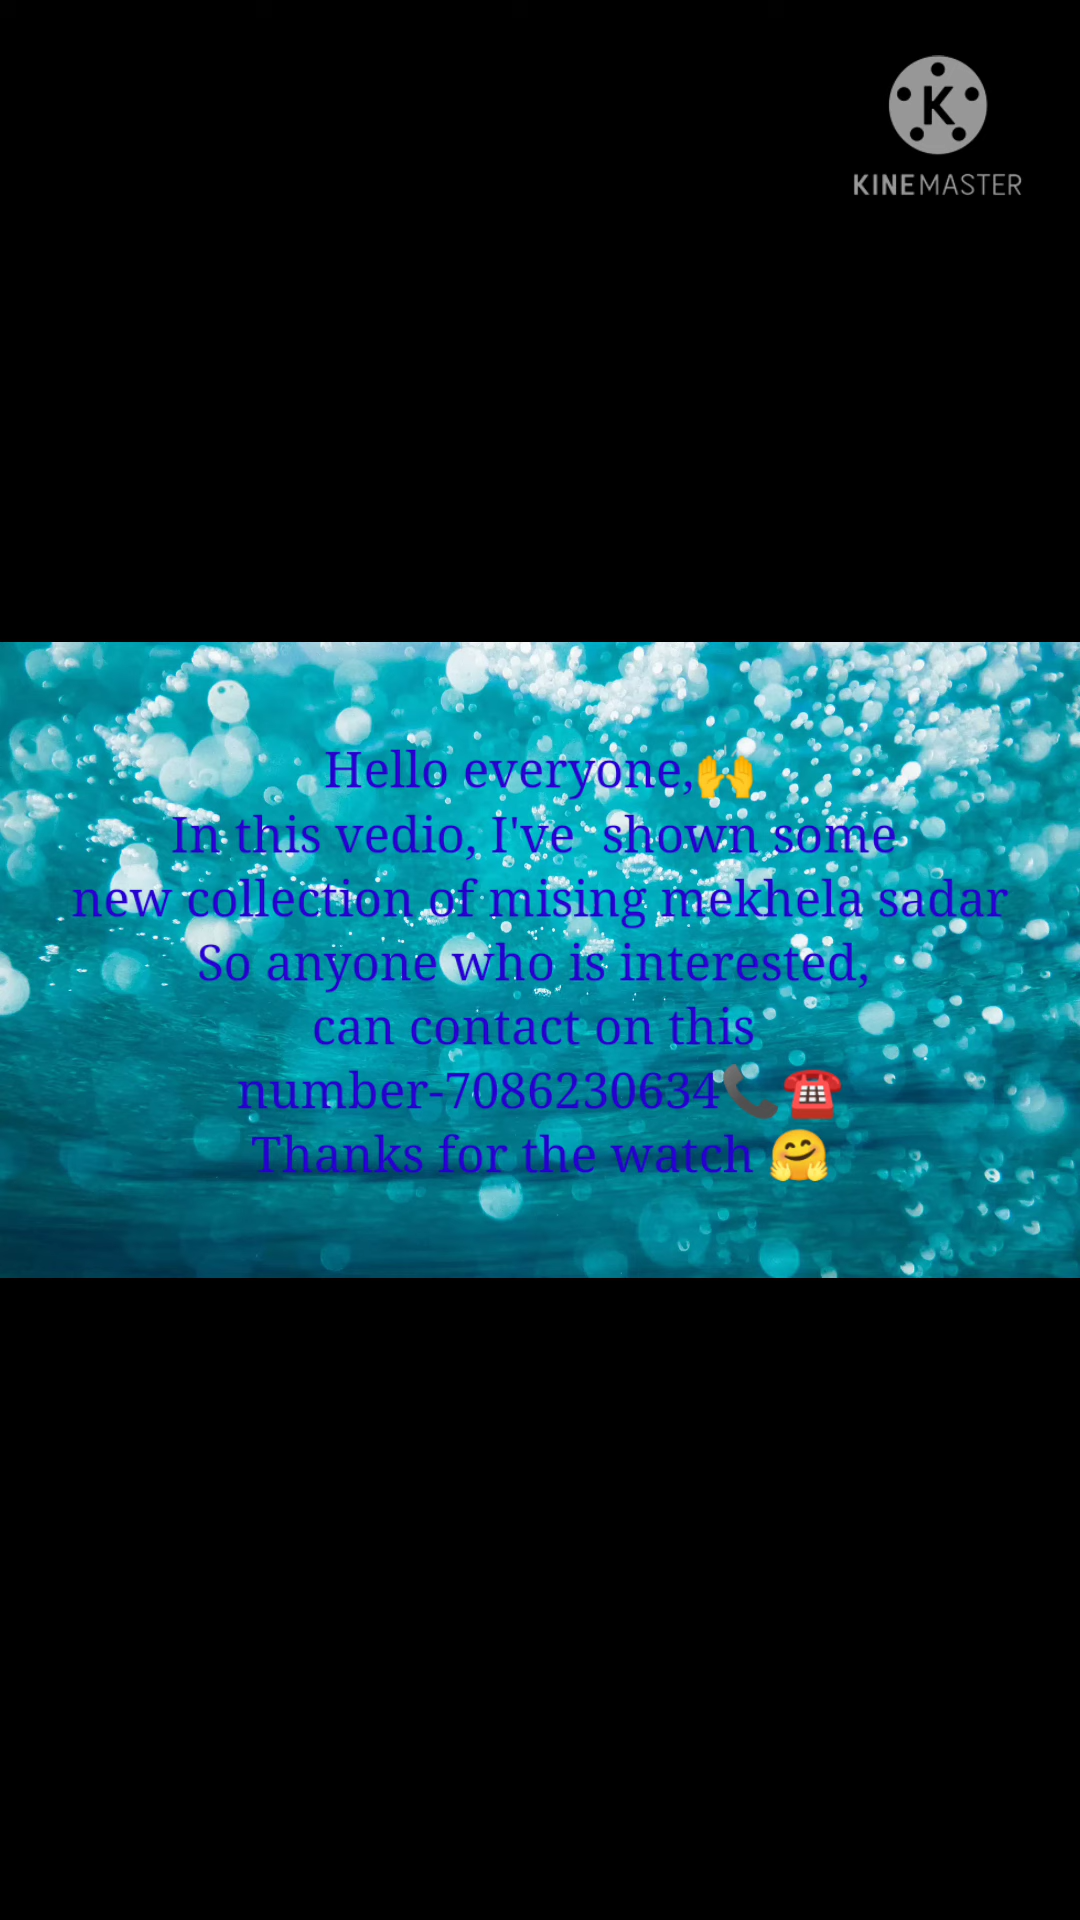 K
KINEMASTER
Hello everyone,🙌
In this vedio, I've  shown some
new collection of mising mekhela sadar
So anyone who is interested,
can contact on this
number-7086230634📞☎️
Thanks for the watch 🤗